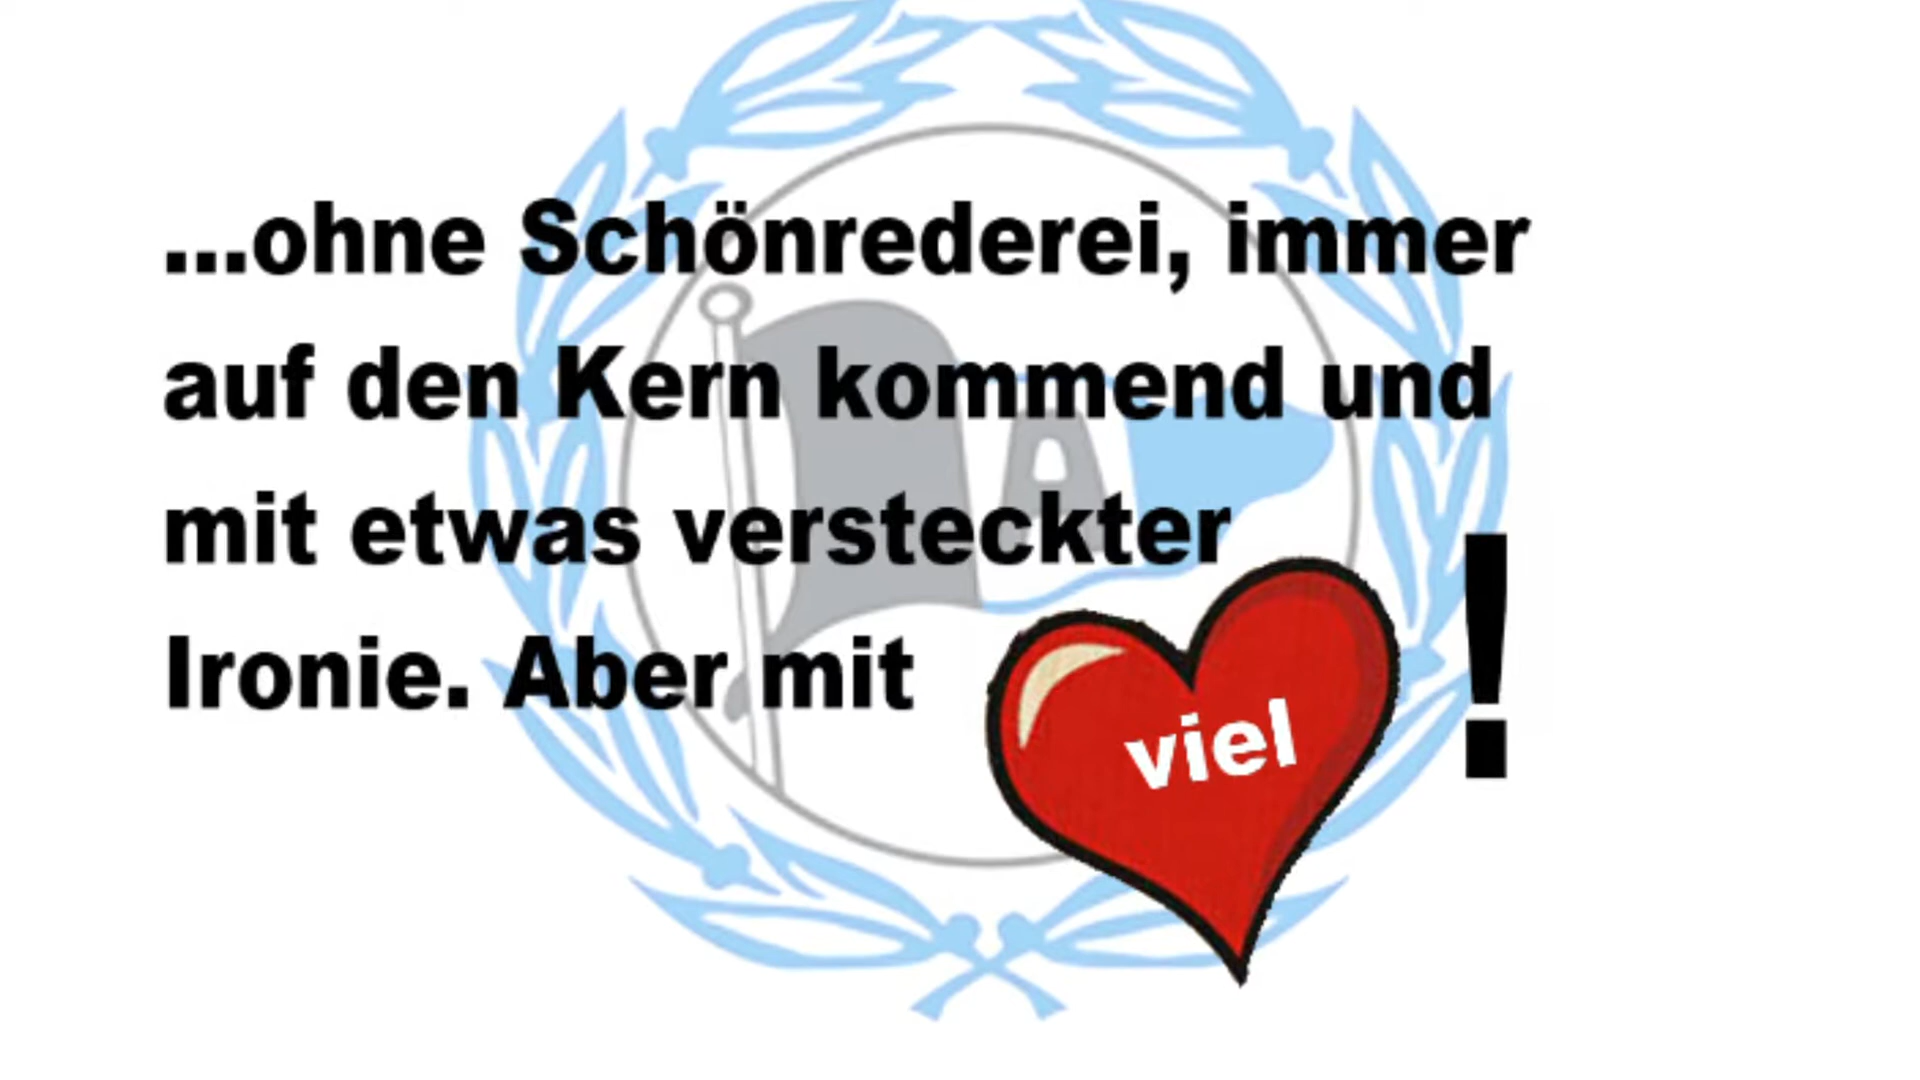 ...ohne Schönrederei, immer
auf den Kern kommend und
mit etwas versteckter
Ironie. Aber mit viel !
A